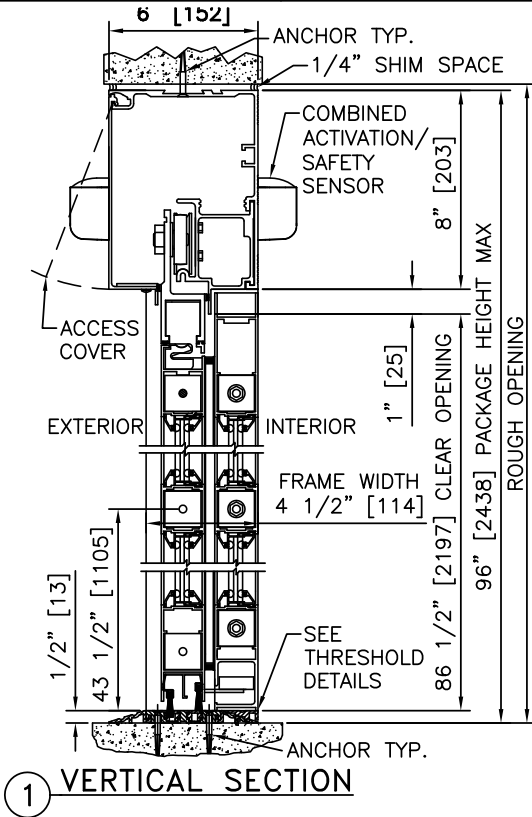 6 [152]
ANCHOR TYP.
1/4" SHIM SPACE
COMBINED
ACTIVATION/
SAFETY
SENSOR
8" [203]
ACCESS
COVER
1" [25]
EXTERIOR
INTERIOR
FRAME WIDTH
4 1/2" [114]
86 1/2" [2197] CLEAR OPENING
96" [2438] PACKAGE HEIGHT MAX
ROUGH OPENING
1/2" [13]
43 1/2" [1105]
SEE
THRESHOLD
DETAILS
ANCHOR TYP.
1 VERTICAL SECTION